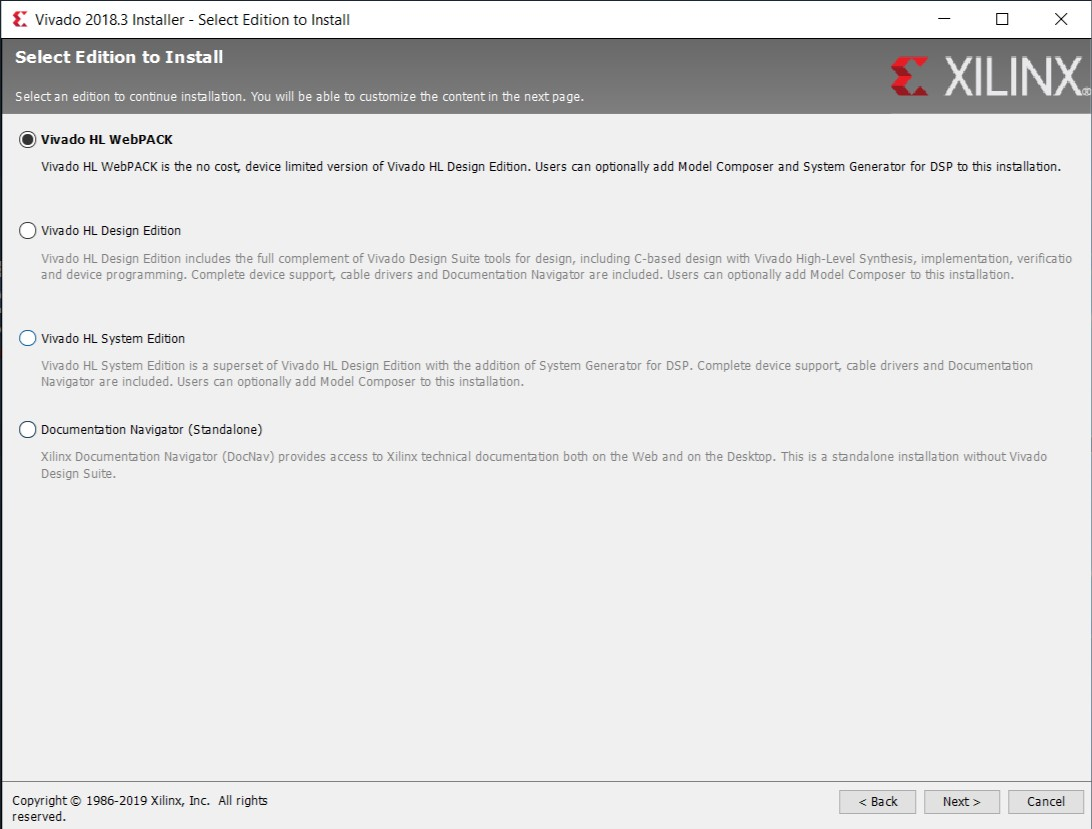 Vivado 2018.3 Installer - Select Edition to Install
Select Edition to Install
Select an edition to continue installation. You will be able to customize the content in the next page.
XILINX®
Vivado HL WebPACK
Vivado HL WebPACK is the no cost, device limited version of Vivado HL Design Edition. Users can optionally add Model Composer and System Generator for DSP to this installation.
Vivado HL Design Edition
Vivado HL Design Edition includes the full complement of Vivado Design Suite tools for design, including C-based design with Vivado High-Level Synthesis, implementation, verificatio
and device programming. Complete device support, cable drivers and Documentation Navigator are included. Users can optionally add Model Composer to this installation.
Vivado HL System Edition
Vivado HL System Edition is a superset of Vivado HL Design Edition with the addition of System Generator for DSP. Complete device support, cable drivers and Documentation
Navigator are included. Users can optionally add Model Composer to this installation.
Documentation Navigator (Standalone)
Xilinx Documentation Navigator (DocNav) provides access to Xilinx technical documentation both on the Web and on the Desktop. This is a standalone installation without Vivado
Design Suite.
Copyright © 1986-2019 Xilinx, Inc. All rights
reserved.
< Back
Next >
Cancel